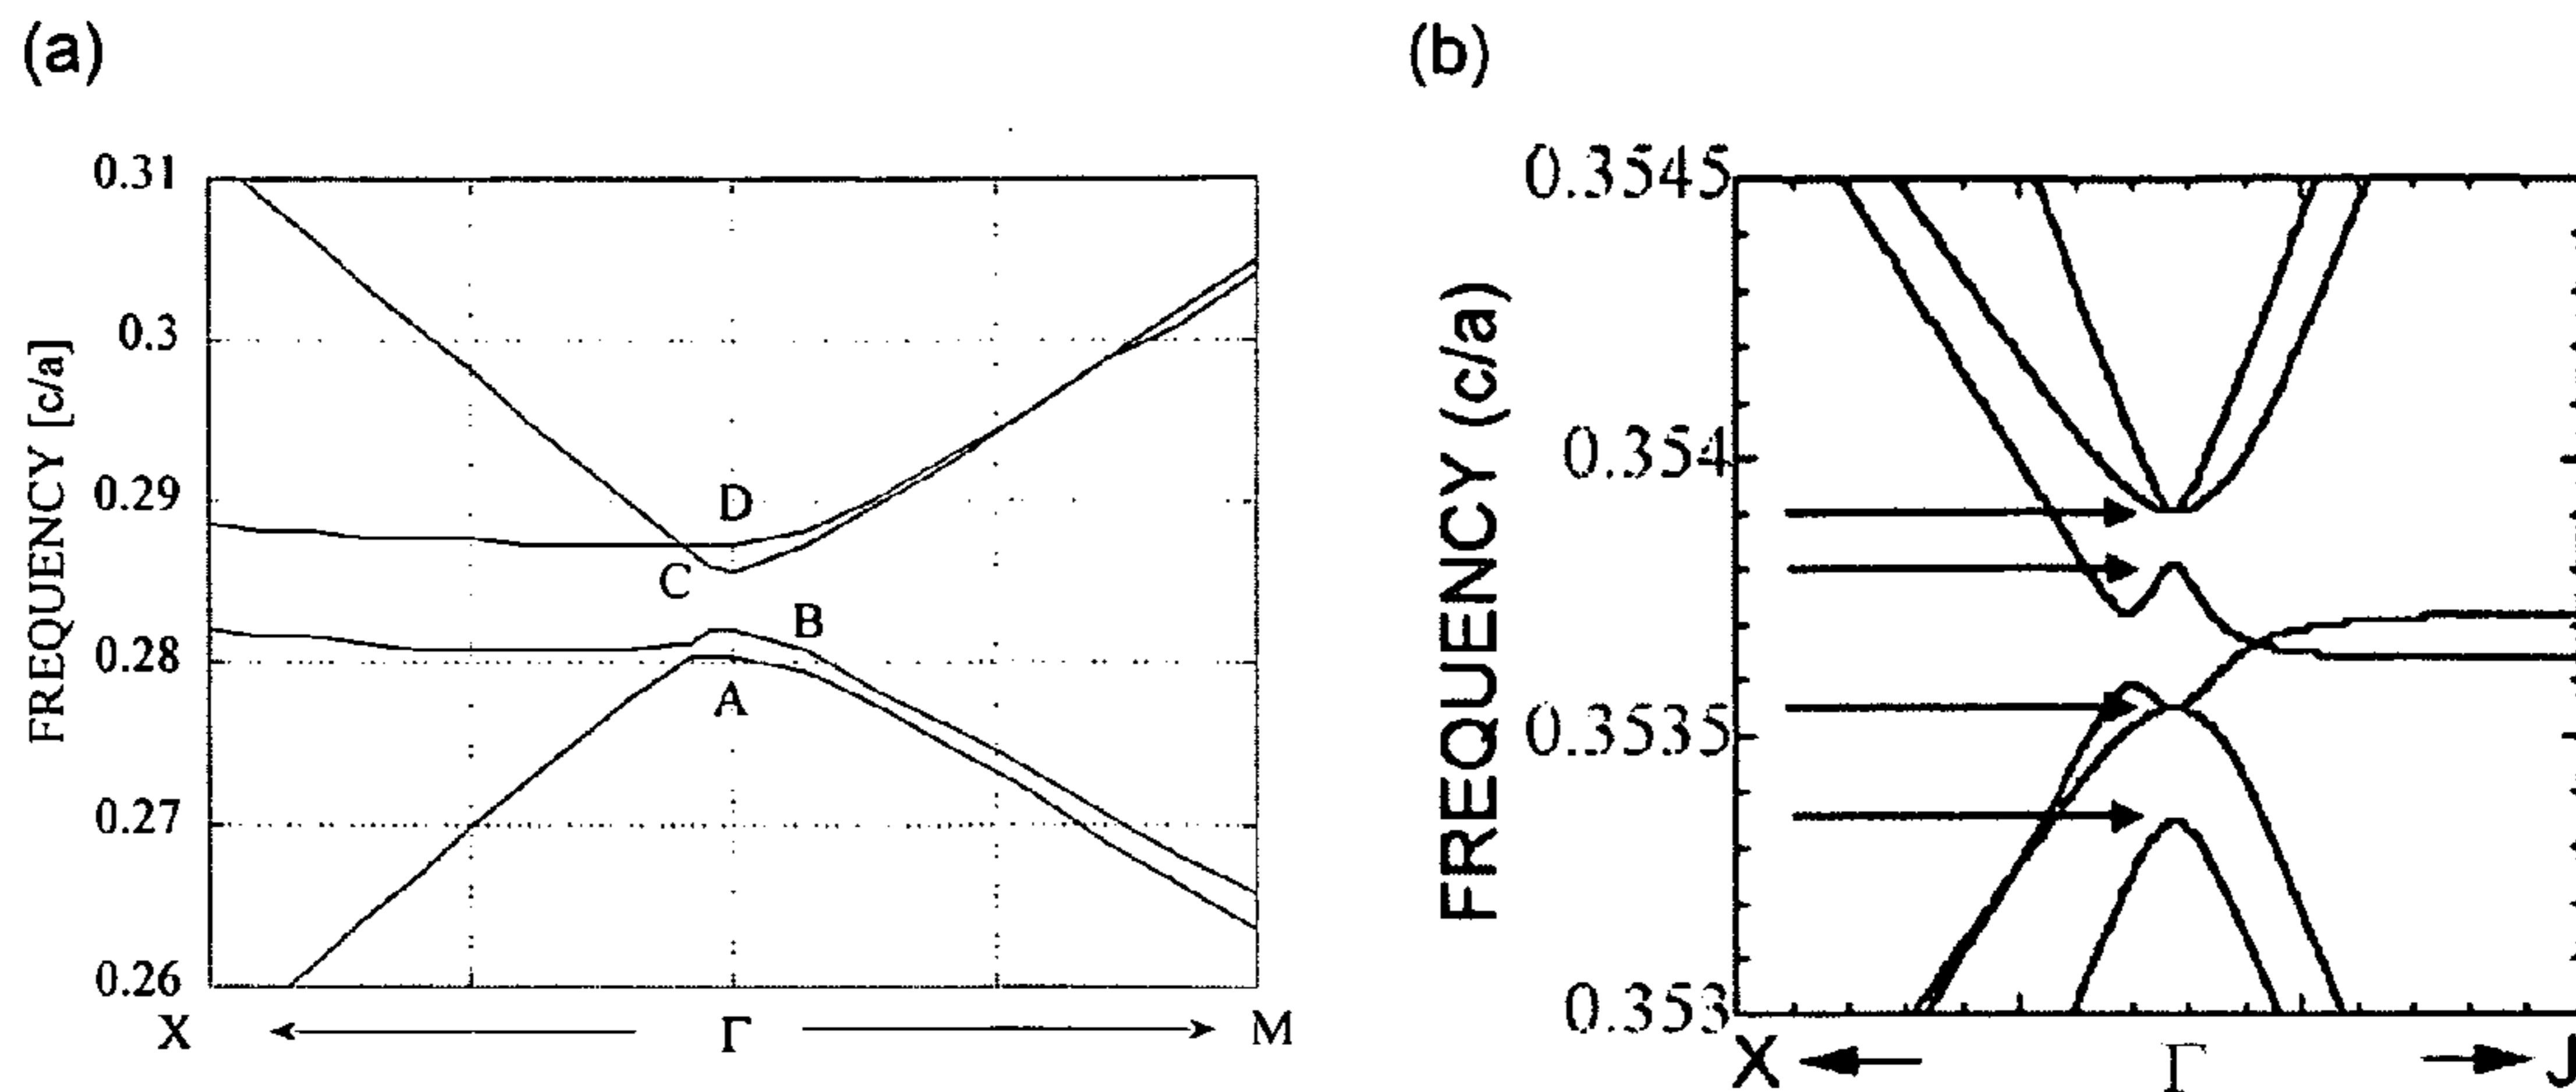 (a)
FREQUENCY [c/a]
0.31
0.3
0.29
0.28
0.27
0.26
D
C
B
A
X
Γ
M
(b)
FREQUENCY (c/a)
0.3545
0.354
0.3535
0.353
X
Γ
J